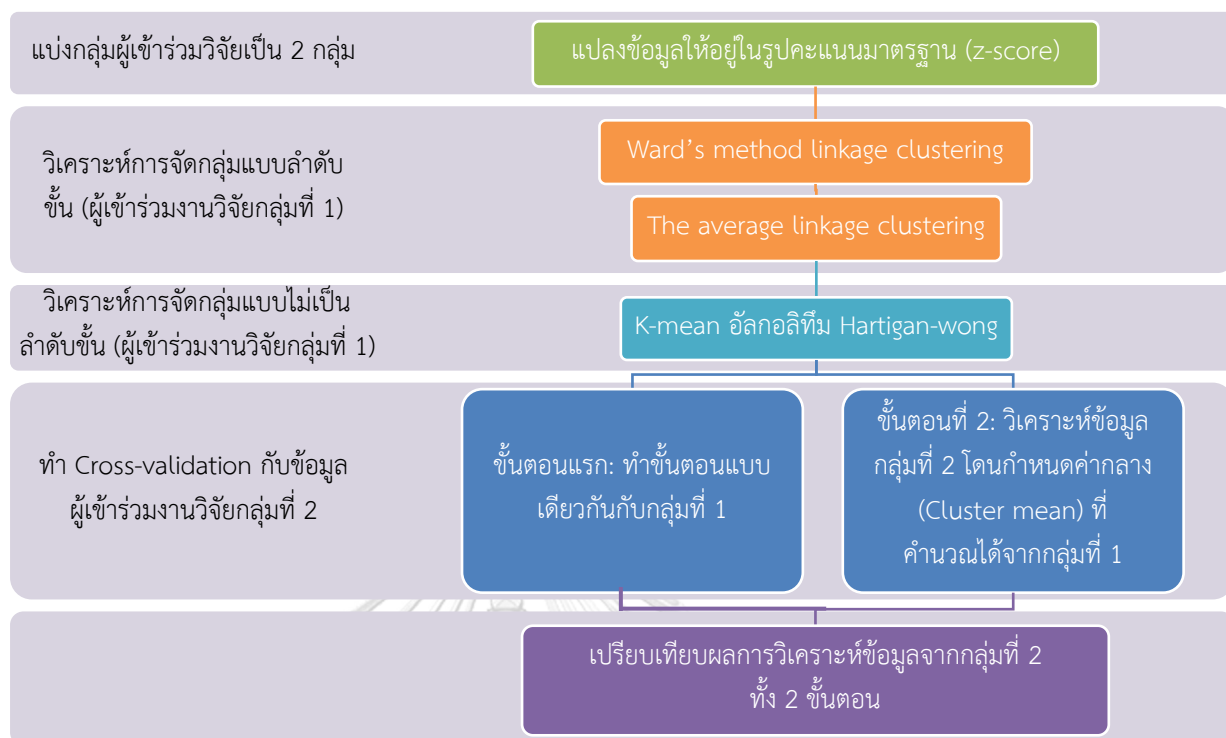 แบ่งกลุ่มผู้เข้าร่วมวิจัยเป็น 2 กลุ่ม
แปลงข้อมูลให้อยู่ในรูปคะแนนมาตรฐาน (z-score)
วิเคราะห์การจัดกลุ่มแบบลำดับ
ขั้น (ผู้เข้าร่วมงานวิจัยกลุ่มที่ 1)
Ward's method linkage clustering
The average linkage clustering
วิเคราะห์การจัดกลุ่มแบบไม่เป็น
ลำดับขั้น (ผู้เข้าร่วมงานวิจัยกลุ่มที่ 1)
K-mean อัลกอลิทึม Hartigan-wong
ทำ Cross-validation กับข้อมูล
ผู้เข้าร่วมงานวิจัยกลุ่มที่ 2
ขั้นตอนแรก: ทำขั้นตอนแบบ
เดียวกันกับกลุ่มที่ 1
ขั้นตอนที่ 2: วิเคราะห์ข้อมูล
กลุ่มที่ 2 โดนกำหนดค่ากลาง
(Cluster mean) ที่
คำนวณได้จากกลุ่มที่ 1
เปรียบเทียบผลการวิเคราะห์ข้อมูลจากกลุ่มที่ 2
ทั้ง 2 ขั้นตอน